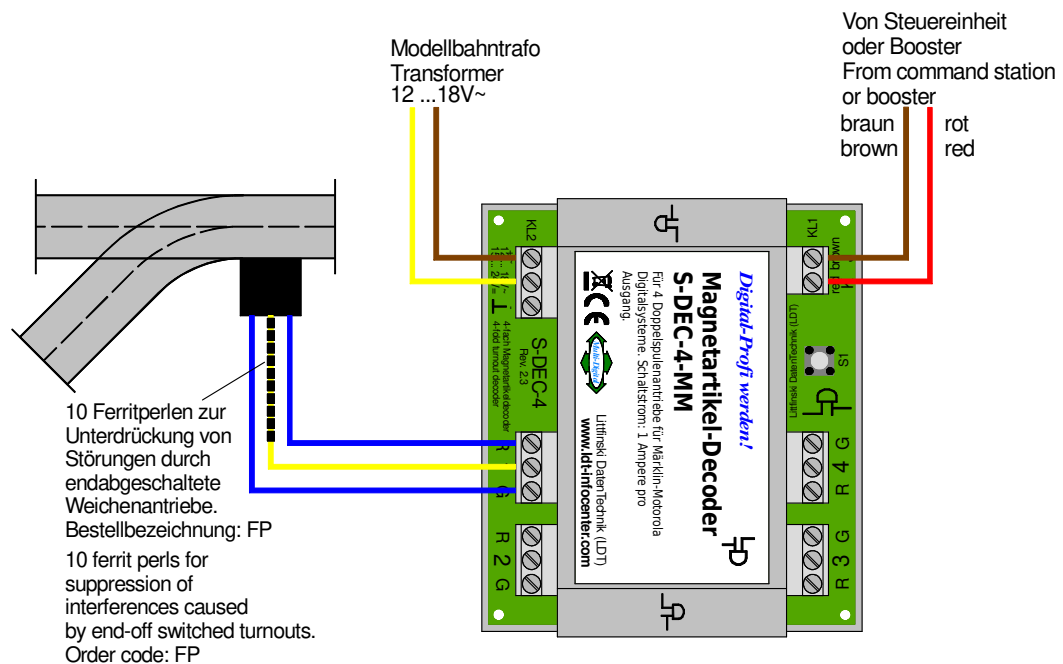 Modellbahntrafo
Transformer
12 ...18V~
Von Steuereinheit
oder Booster
From command station
or booster
braun
brown
rot
red
10 Ferritperlen zur
Unterdrückung von
Störungen durch
endabgeschaltete
Weichenantriebe.
Bestellbezeichnung: FP
10 ferrit perls for
suppression of
interferences caused
by end-off switched turnouts.
Order code: FP
KL2
4-fach Magnetartikeldecoder
4-fold turnout decoder
S-DEC-4
Rev. 2.3
R
G
R 2 G
Digital-Profi werden!
Magnetartikel-Decoder
S-DEC-4-MM
Für 4 Doppelspulenantriebe für Märklin-Motorola
Digitalsysteme. Schaltstrom: 1 Ampere pro
Ausgang.
CE
Multi-Digital
Littfinski DatenTechnik (LDT)
www.ldt-infocenter.com
KL1
red brown
S1
Littfinski DatenTechnik (LDT)
R 4 G
R 3 G